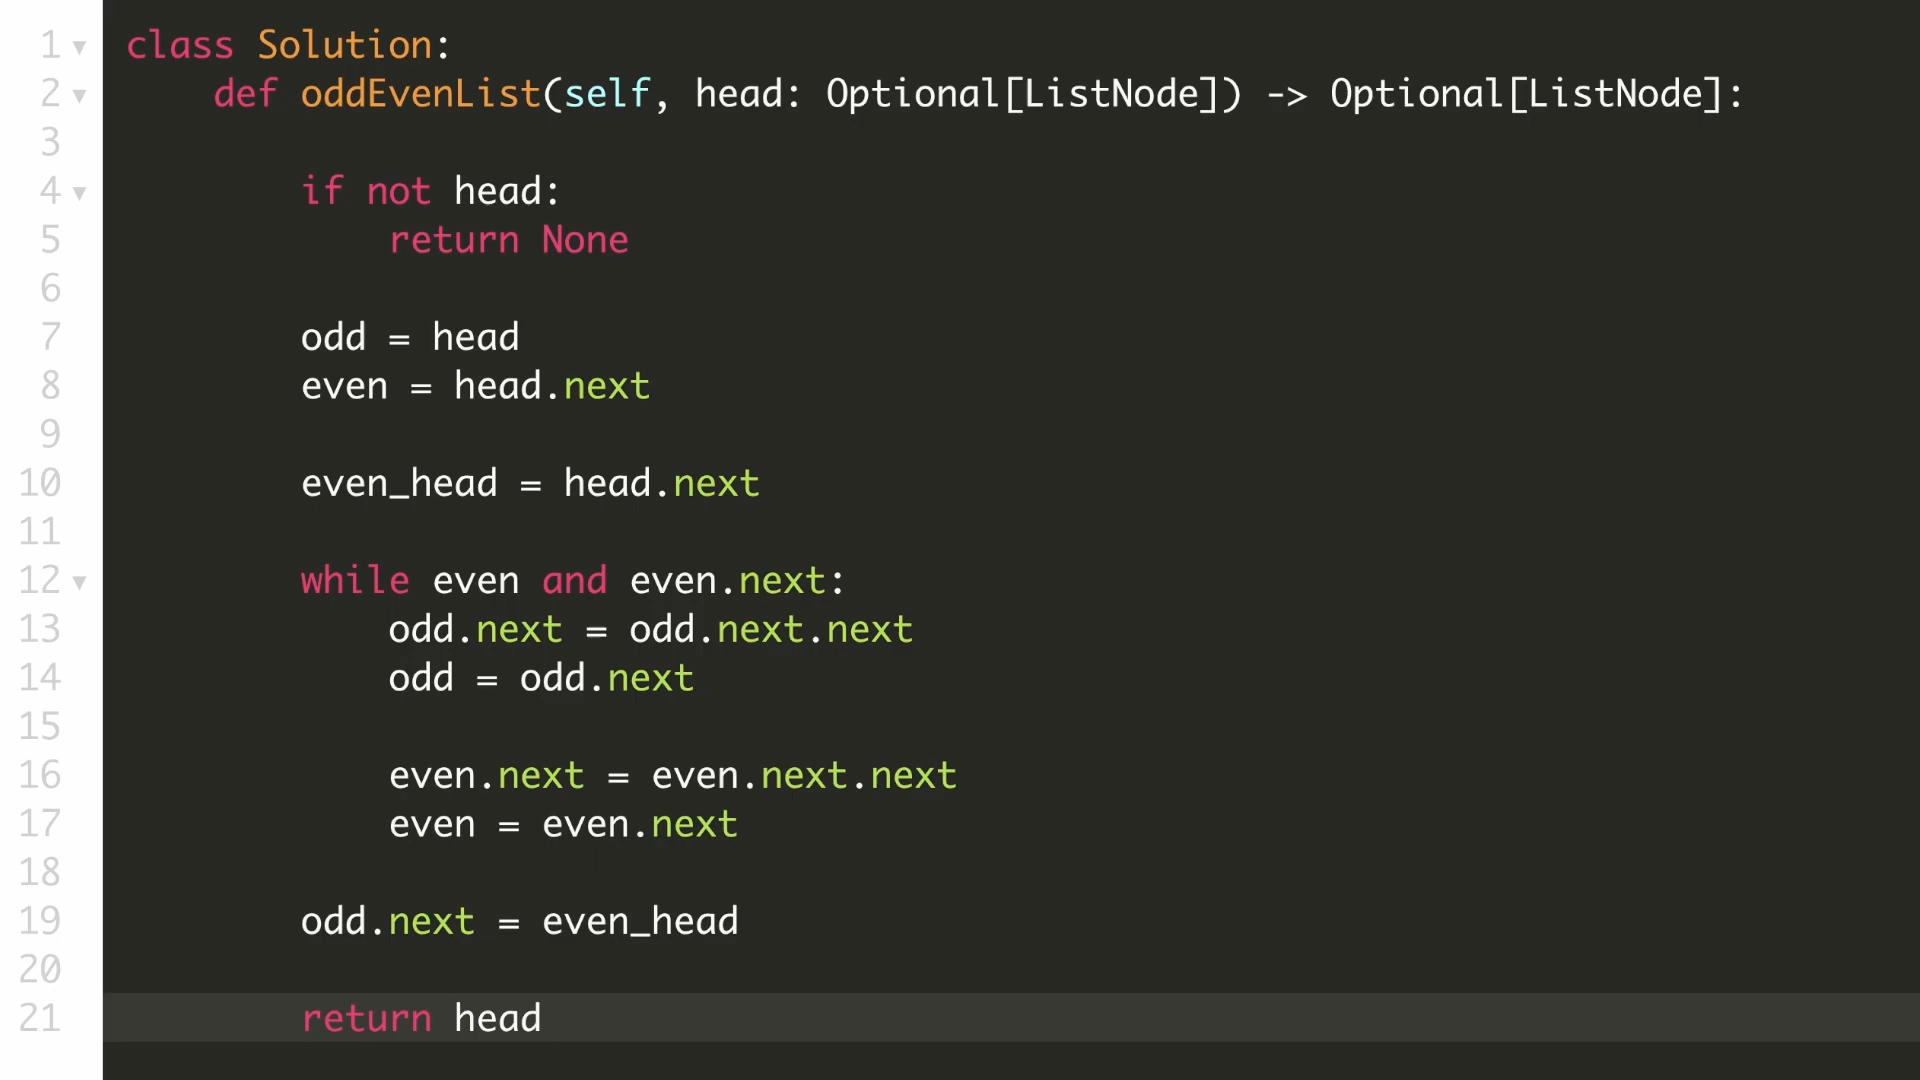 1 class Solution:
2 def oddEvenList(self, head: Optional[ListNode]) -> Optional[ListNode]:
3
4 if not head:
5 return None
6
7 odd = head
8 even = head.next
9
10 even_head = head.next
11
12 while even and even.next:
13 odd.next = odd.next.next
14 odd = odd.next
15
16 even.next = even.next.next
17 even = even.next
18
19 odd.next = even_head
20
21 return head